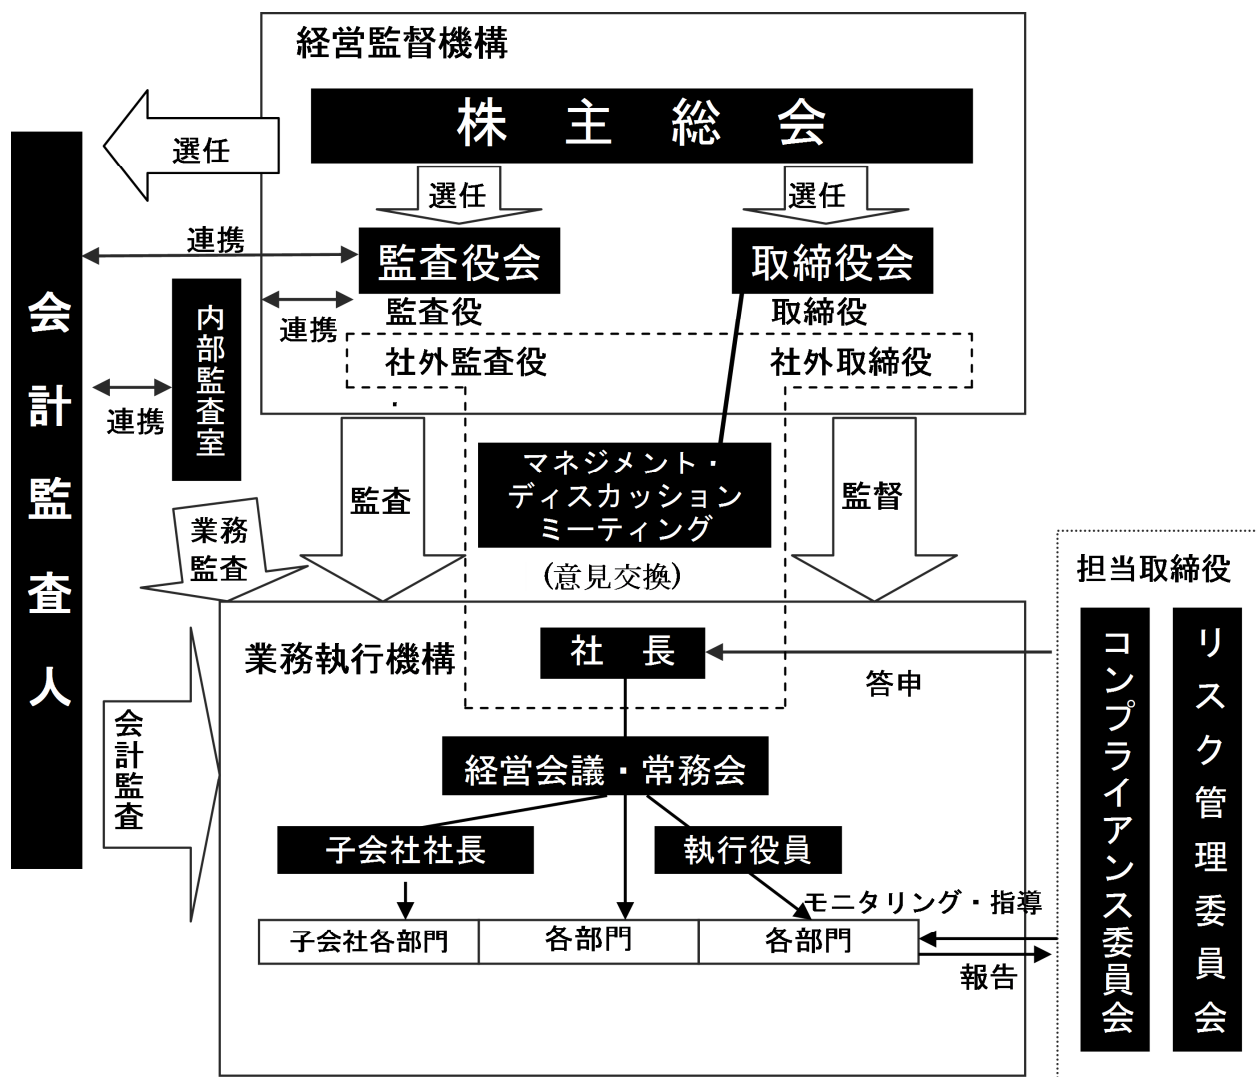 経営監督機構
株主総会
選任
選任
選任
連携
監査役会
取締役会
監査役
取締役
連携
社外監査役
社外取締役
会計監査人
内部監査室
連携
マネジメント・
ディスカッション
ミーティング
(意見交換)
監査
監督
業務
監査
担当取締役
コンプライアンス委員会
リスク管理委員会
業務執行機構
社長
答申
会計監査
経営会議・常務会
子会社社長
執行役員
モニタリング・指導
子会社各部門
各部門
各部門
報告